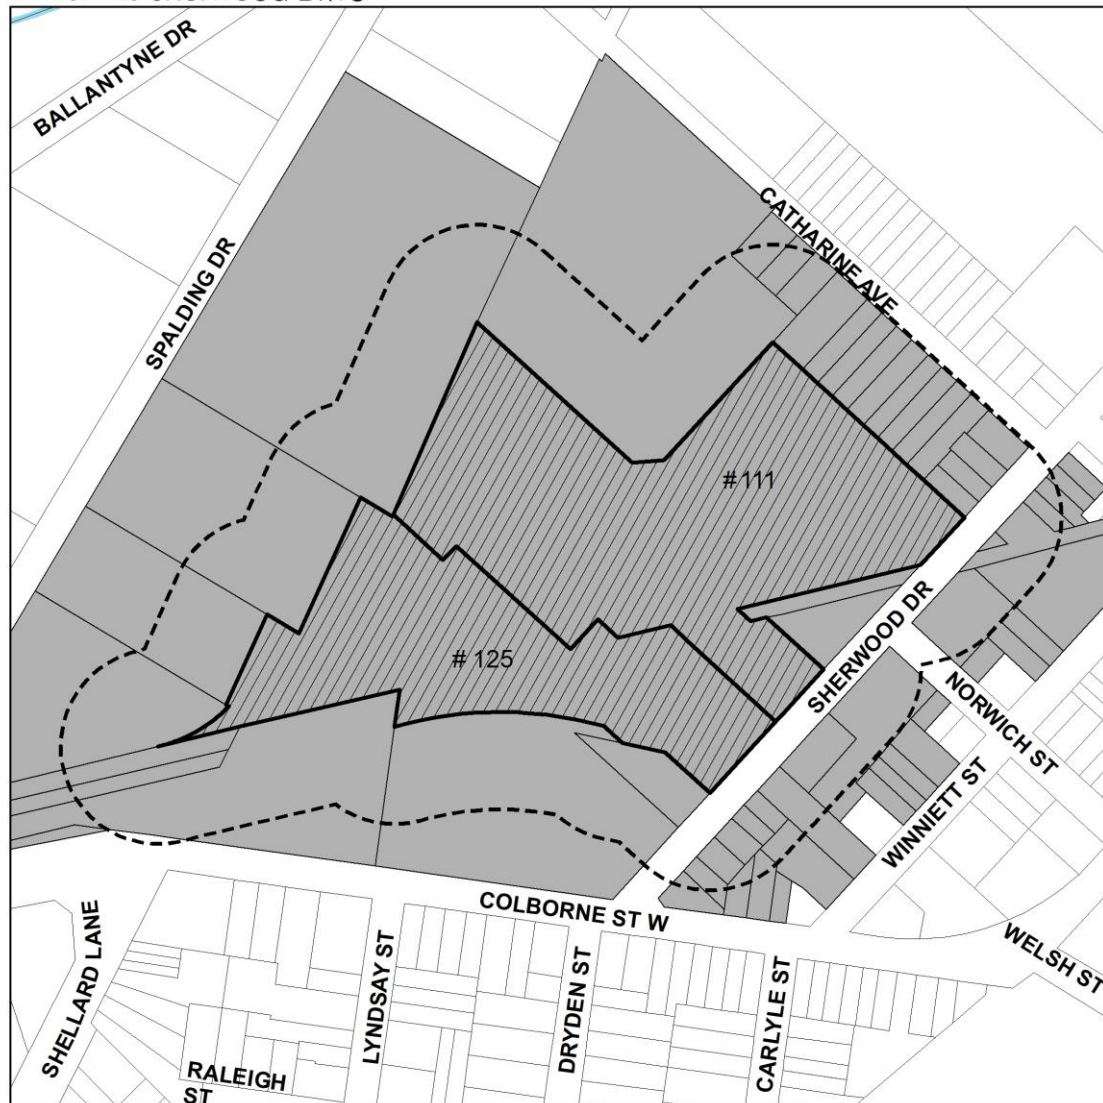 BALLANTYNE DR
SPALDING DR
CATHARINE AVE
#111
# 125
SHERWOOD DR
NORWICH ST
WINNIETT ST
COLBORNE ST W
WELSH ST
SHELLARD LANE
LYNDSAY ST
DRYDEN ST
CARLYLE ST
RALEIGH
ST